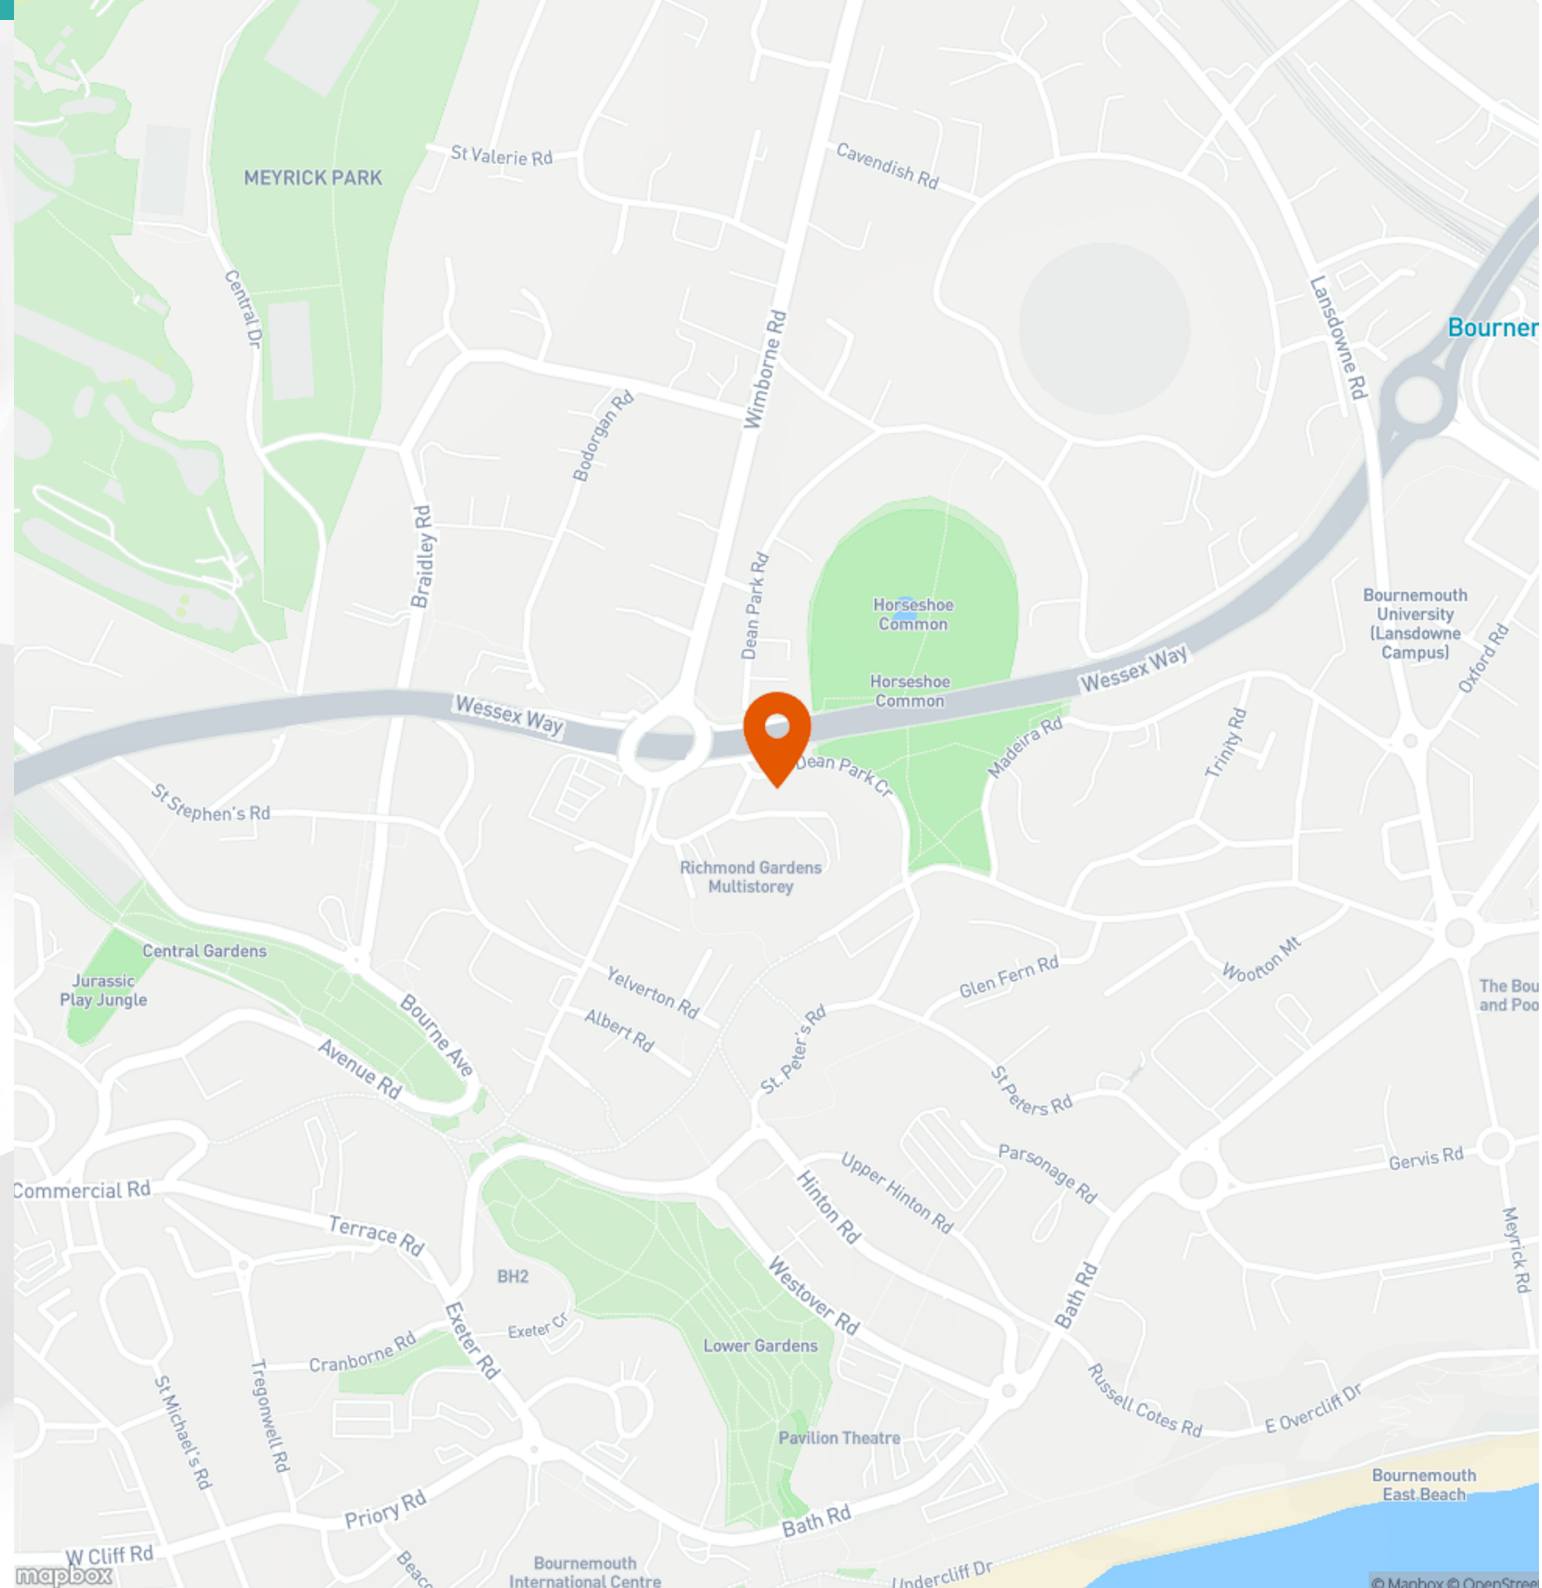 St Valerie Rd
Cavendish Rd
MEYRICK PARK
Central Dr
Lansdowne Rd
Wimborne Rd
Bodorgan Rd
Braidley Rd
Dean Park Rd
Horseshoe
Common
Bournemouth
University
(Lansdowne
Campus)
Oxford Rd
Horseshoe
Common
Wessex Way
Wessex Way
Madeira Rd
Trinity Rd
Dean Park Cr
St Stephen's Rd
Richmond Gardens
Multistorey
Central Gardens
Jurassic
Play Jungle
Bourne Ave
Avenue Rd
Yelverton Rd
Albert Rd
St. Peter's Rd
Glen Fern Rd
Wootton Mt
The Bou
and Poo
St Peters Rd
Parsonage Rd
Gervis Rd
Upper Hinton Rd
Hinton Rd
Commercial Rd
Terrace Rd
Meyrick Rd
BH2
Westover Rd
Bath Rd
Exeter Rd
Exeter Cr
Cranborne Rd
Lower Gardens
Tregonwell Rd
St Michael's Rd
Russell Cotes Rd
E Overcliff Dr
Pavilion Theatre
Bournemouth
East Beach
Priory Rd
Bath Rd
W Cliff Rd
Bournemouth
International Centre
Undercliff Dr
mapbox
© Mapbox © OpenStree